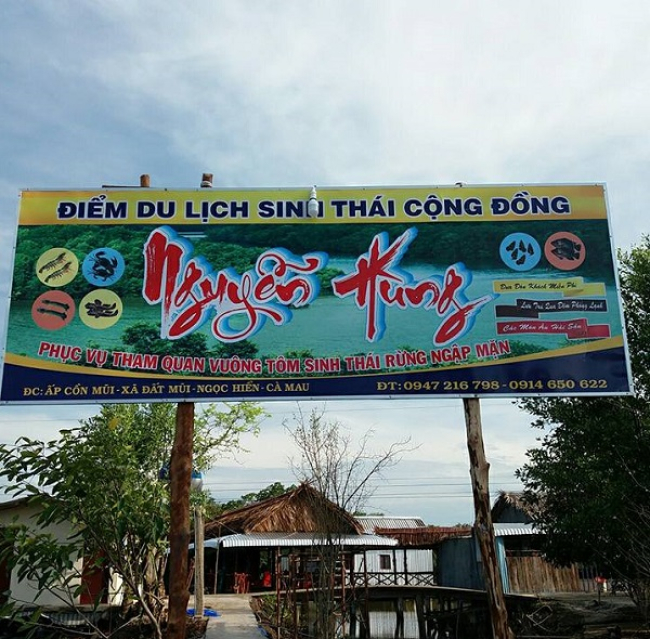 ĐIỂM DU LỊCH SINH THÁI CỘNG ĐỒNG
Nguyễn Hùng
Đưa Đón Khách Miễn Phí
Lưu Trú Qua Đêm Phòng Lạnh
Các Món Ăn Hải Sản
PHỤC VỤ THAM QUAN VUÔNG TÔM SINH THÁI RỪNG NGẬP MẶN
ĐC: ẤP CỒN MŨI - XÃ ĐẤT MŨI - NGỌC HIỂN - CÀ MAU
ĐT: 0947 216 798 - 0914 650 622